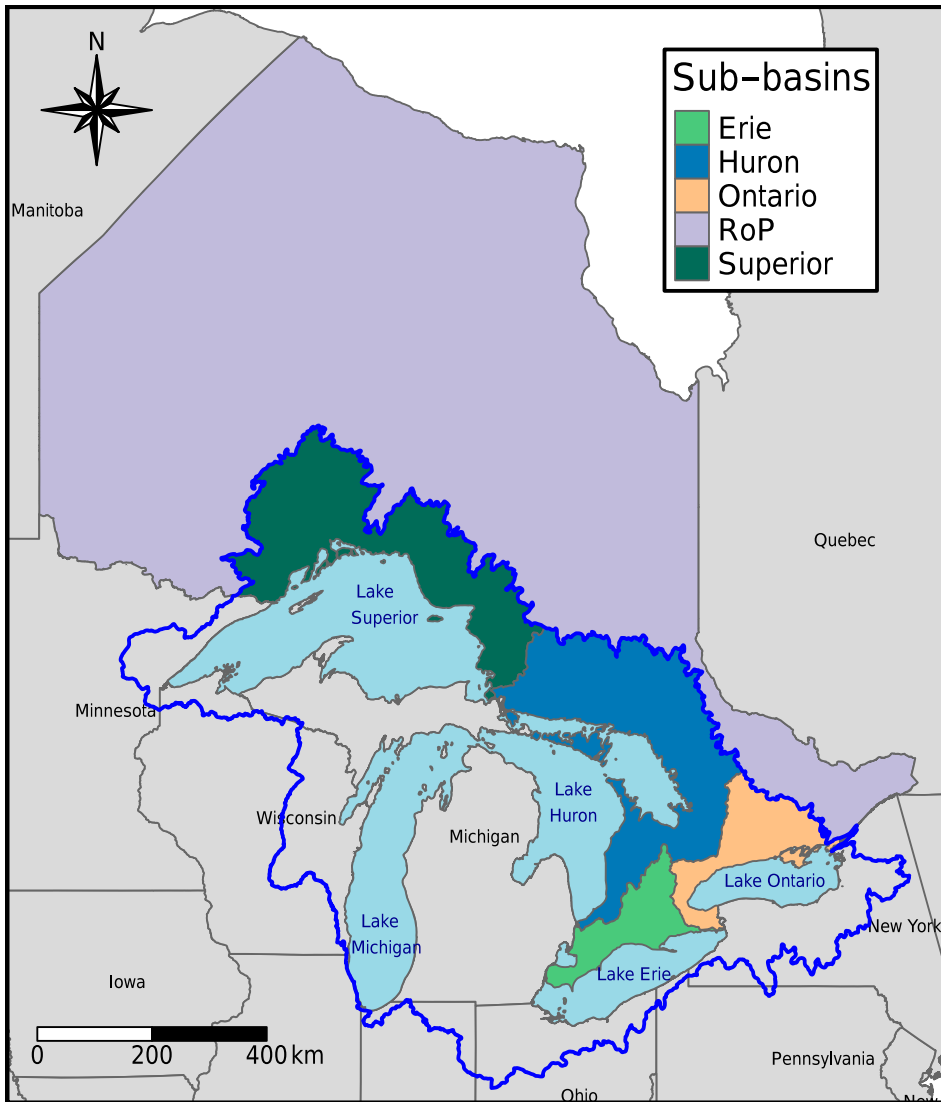 N
Sub-basins
Erie
Huron
Ontario
RoP
Superior
Manitoba
Quebec
Lake
Superior
Minnesota
Lake
Huron
Wisconsin
Michigan
Lake Ontario
Lake
Michigan
New York
Lake Erie
Iowa
0
200
400 km
Pennsylvania
Ohio
New